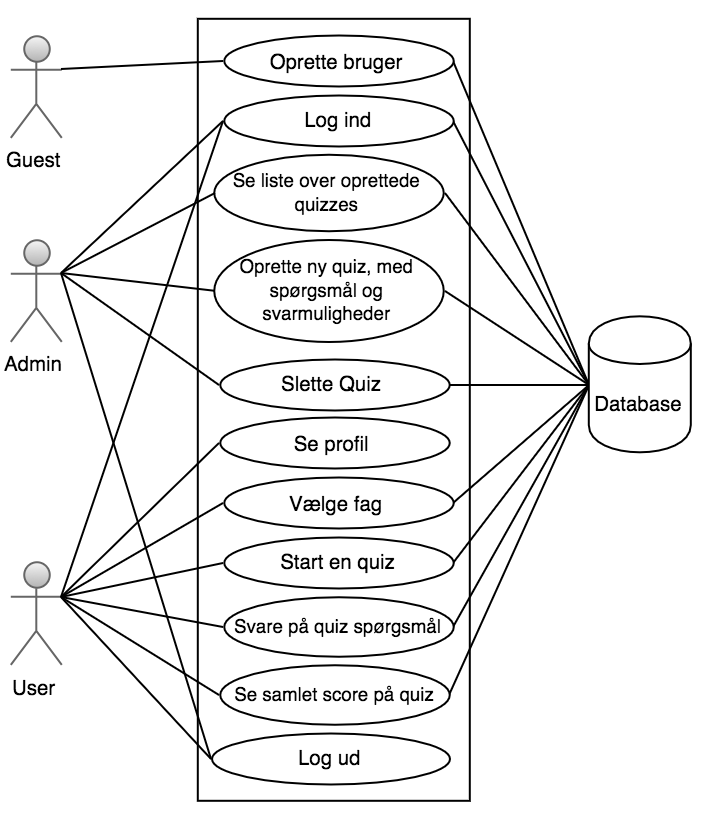 Guest
Admin
User
Oprette bruger
Log ind
Se liste over oprettede
quizzes
Oprette ny quiz, med
spørgsmål og
svarmuligheder
Slette Quiz
Se profil
Vælge fag
Start en quiz
Svare på quiz spørgsmål
Se samlet score på quiz
Log ud
Database